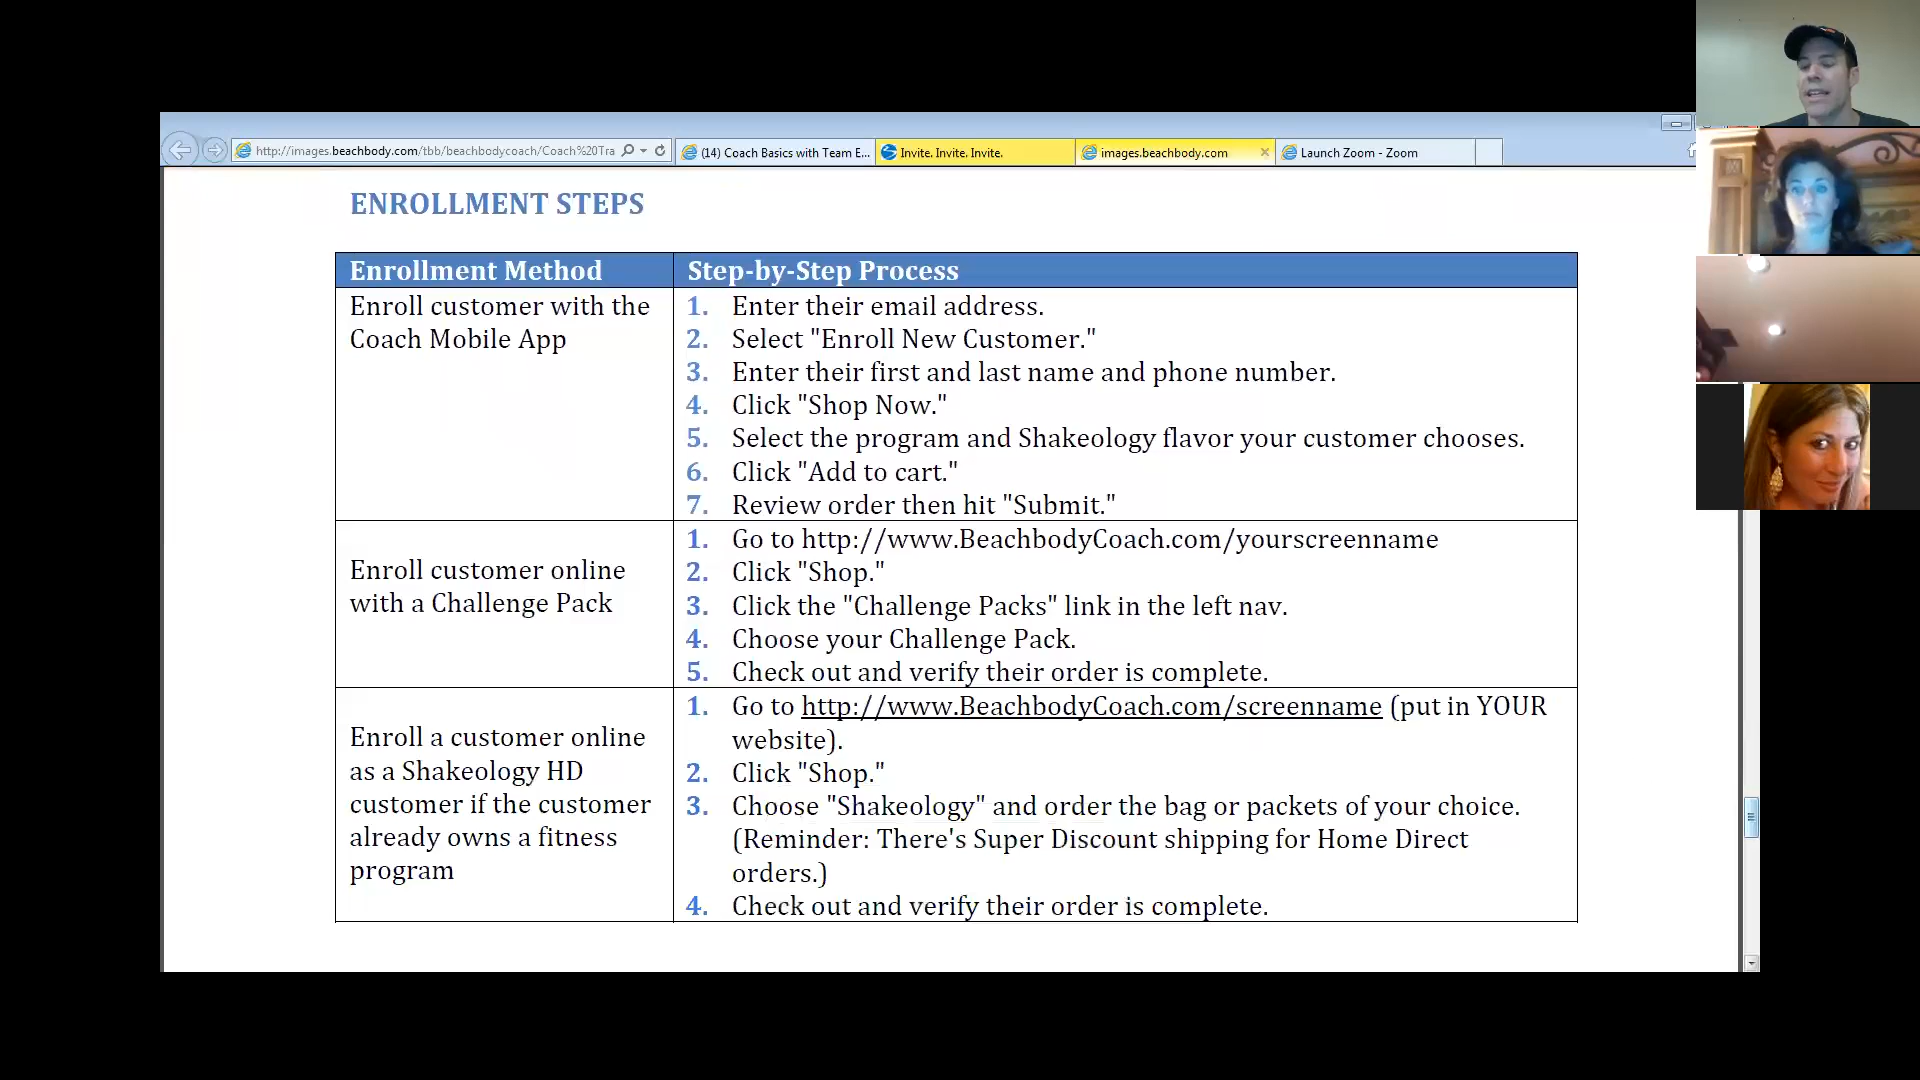 http://images.beachbody.com/tbb/beachbodycoach/Coach%20Tra
(14) Coach Basics with Team E...
Invite. Invite. Invite.
images.beachbody.com
Launch Zoom - Zoom
ENROLLMENT STEPS
Enrollment Method
Step-by-Step Process
Enroll customer with the
Coach Mobile App
1. Enter their email address.
2. Select "Enroll New Customer."
3. Enter their first and last name and phone number.
4. Click "Shop Now."
5. Select the program and Shakeology flavor your customer chooses.
6. Click "Add to cart."
7. Review order then hit "Submit."
Enroll customer online
with a Challenge Pack
1. Go to http://www.BeachbodyCoach.com/yourscreenname
2. Click "Shop."
3. Click the "Challenge Packs" link in the left nav.
4. Choose your Challenge Pack.
5. Check out and verify their order is complete.
Enroll a customer online
as a Shakeology HD
customer if the customer
already owns a fitness
program
1. Go to http://www.BeachbodyCoach.com/screenname (put in YOUR
website).
2. Click "Shop."
3. Choose "Shakeology" and order the bag or packets of your choice.
(Reminder: There's Super Discount shipping for Home Direct
orders.)
4. Check out and verify their order is complete.